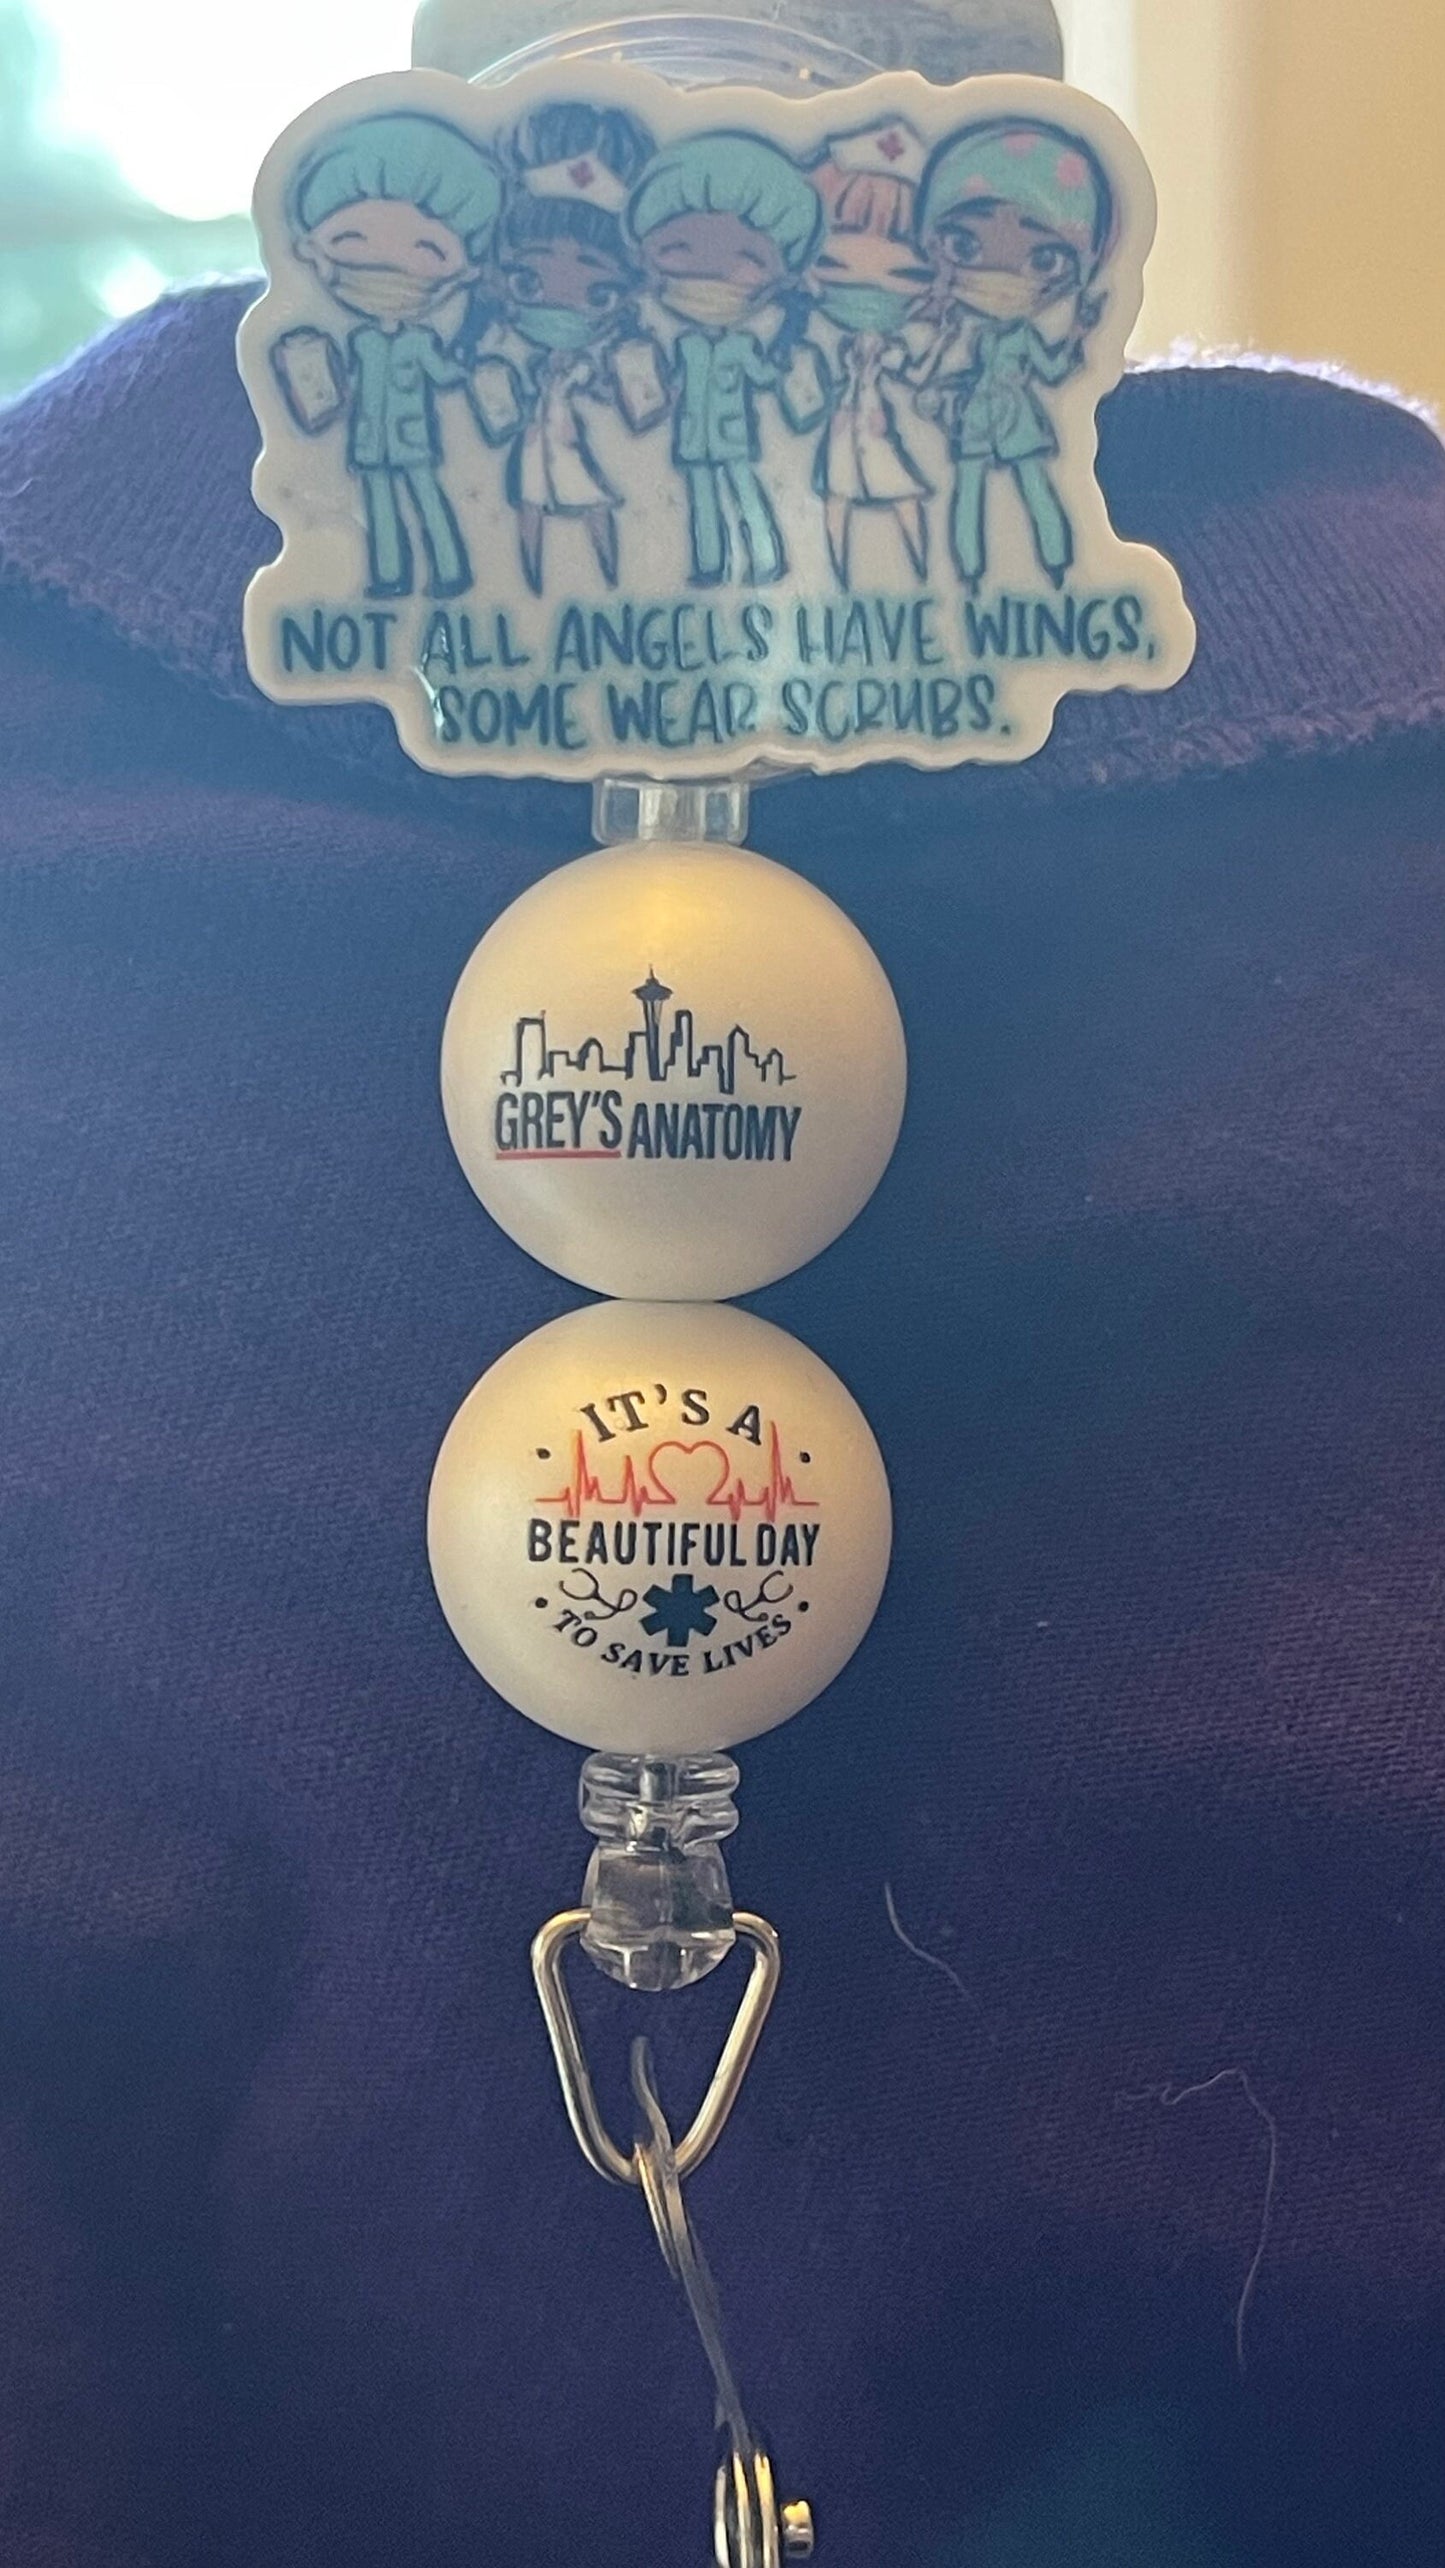 NOT ALL ANGELS HAVE WINGS,
SOME WEAR SCRUBS.
GREY'S ANATOMY
IT'S A
BEAUTIFUL DAY
TO SAVE LIVES